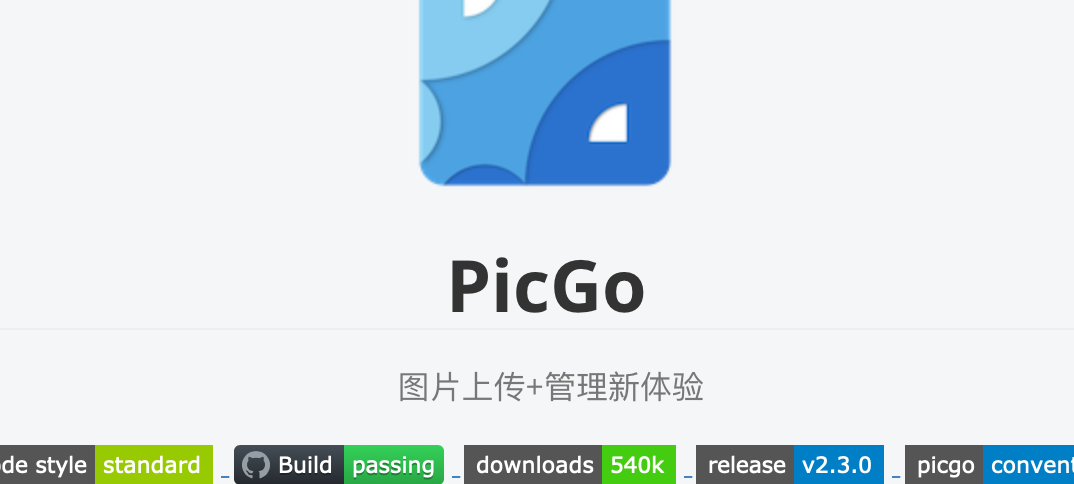 PicGo
图片上传+管理新体验
de style standard Build passing downloads 540k release v2.3.0 picgo convent